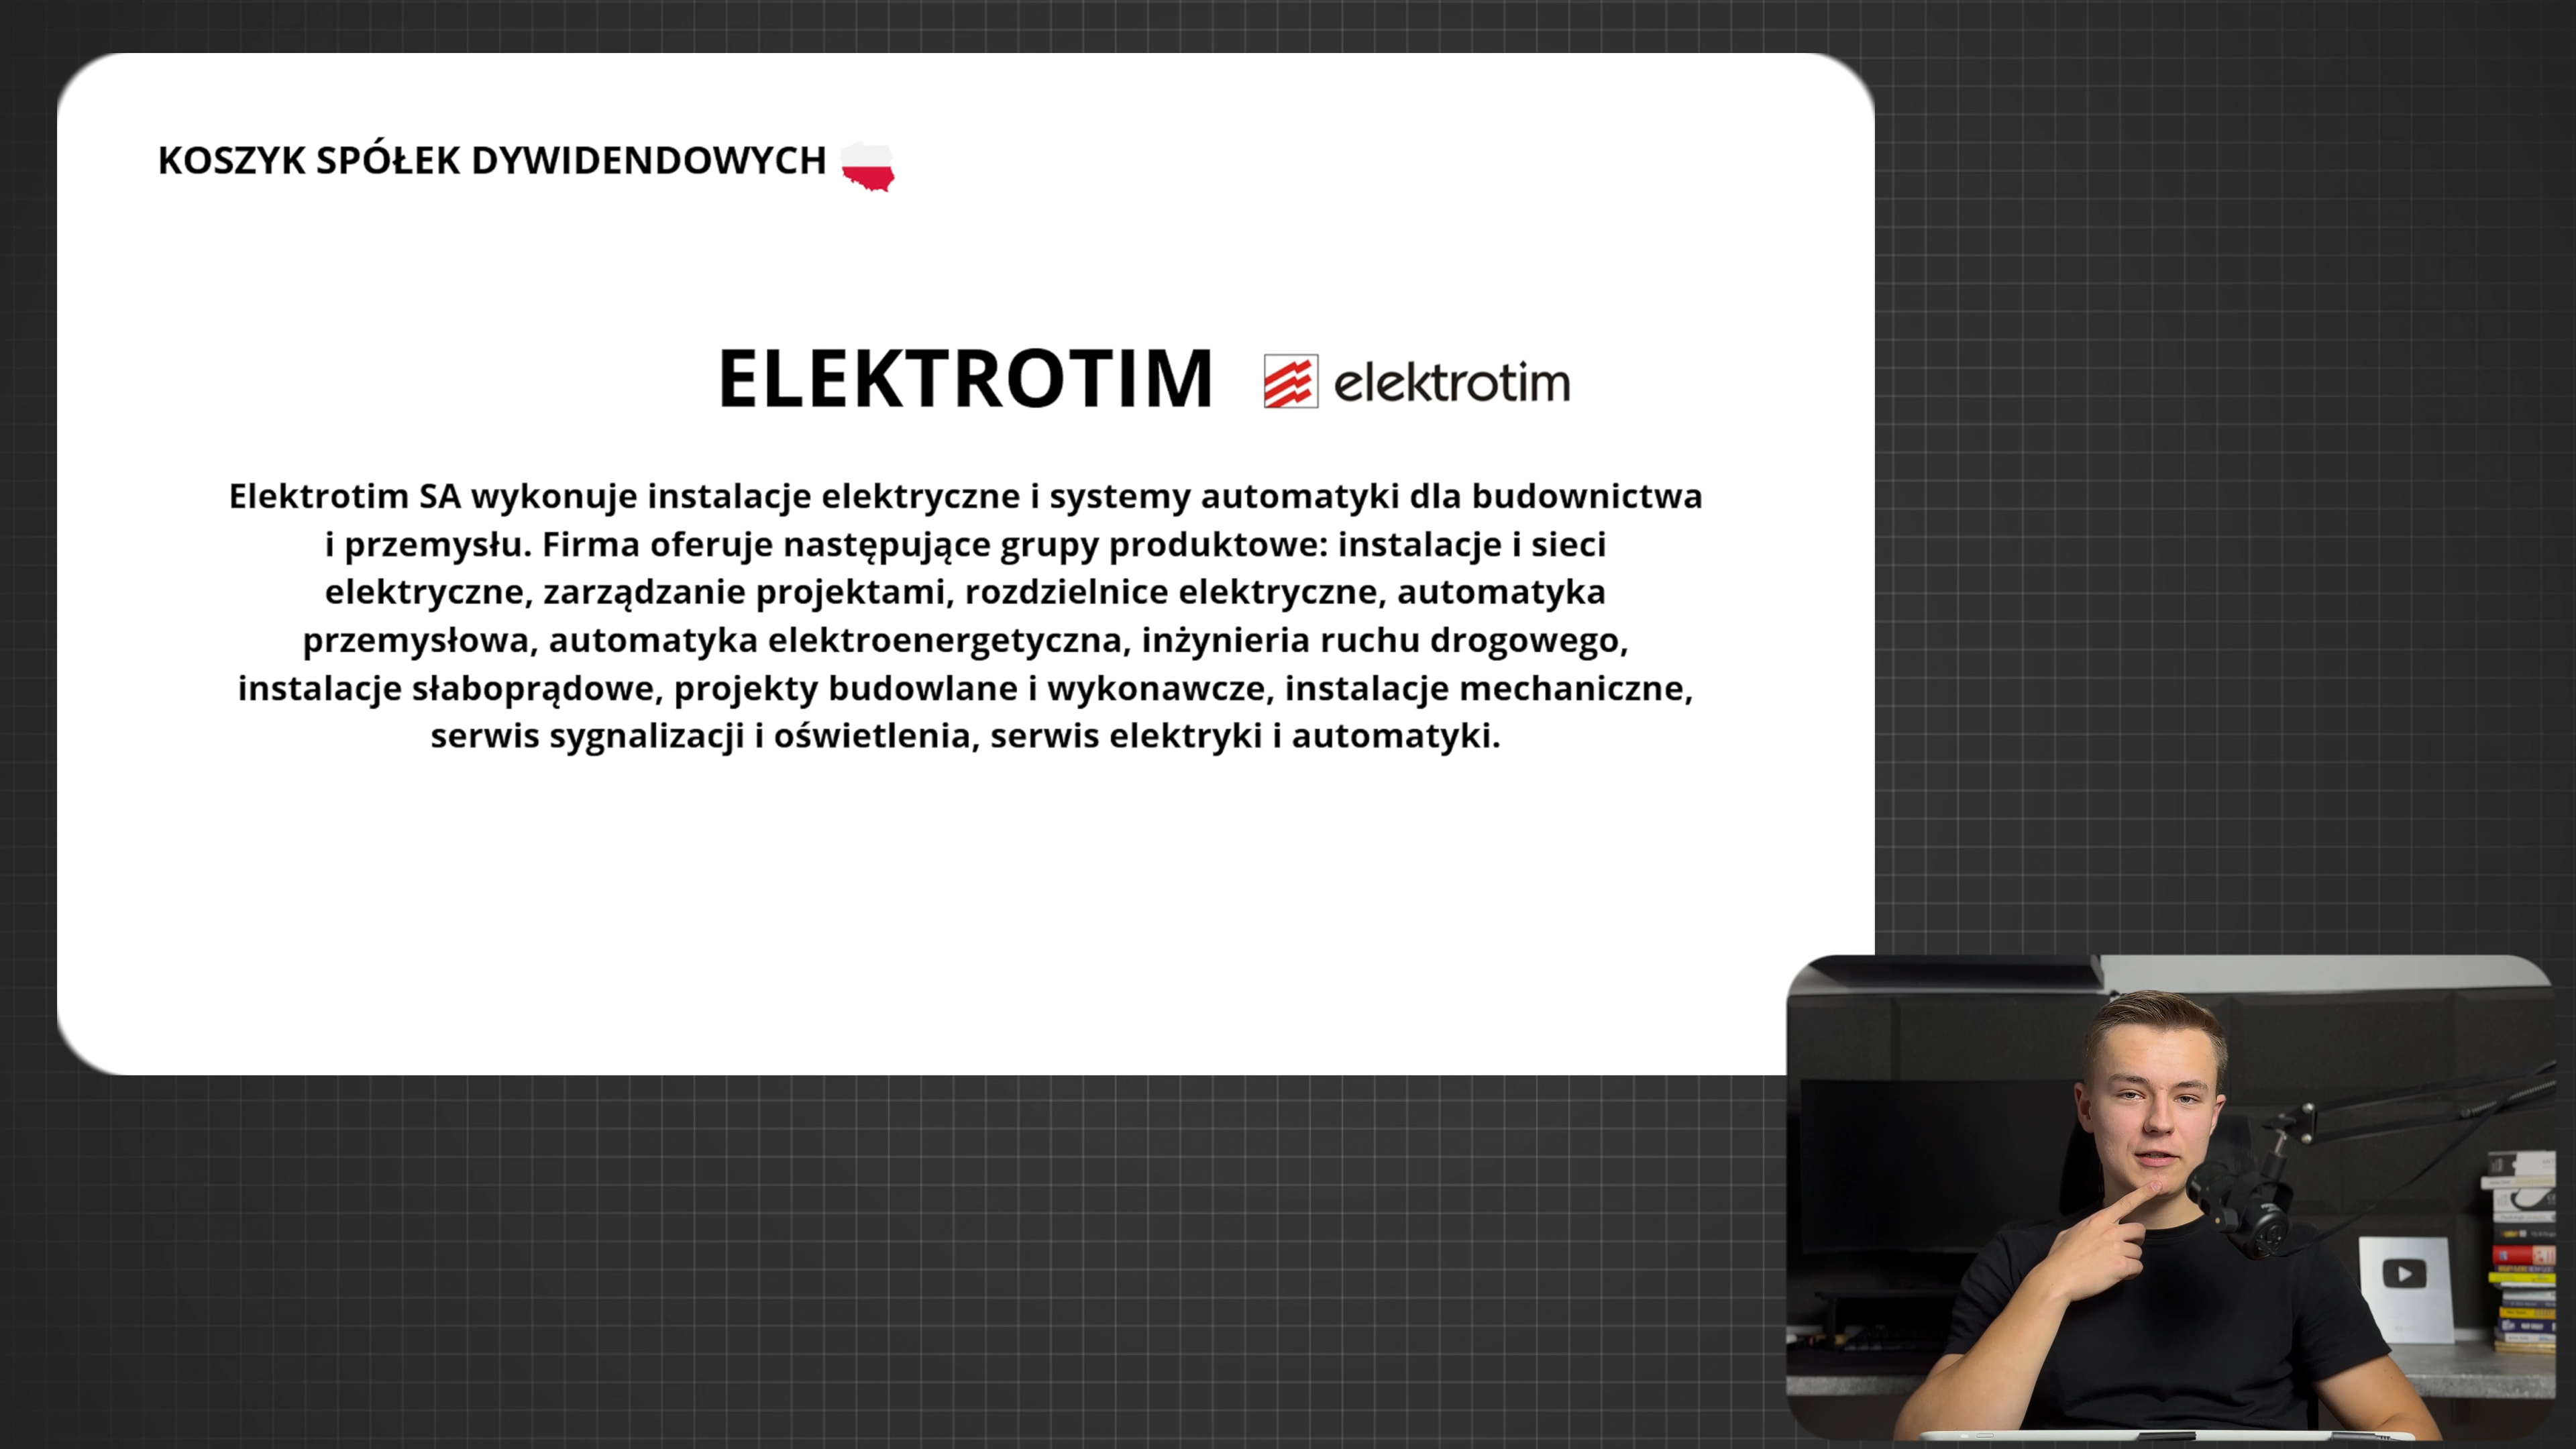 KOSZYK SPÓŁEK DYWIDENDOWYCH
ELEKTROTIM
elektrotim
Elektrotim SA wykonuje instalacje elektryczne i systemy automatyki dla budownictwa
i przemysłu. Firma oferuje następujące grupy produktowe: instalacje i sieci
elektryczne, zarządzanie projektami, rozdzielnice elektryczne, automatyka
przemysłowa, automatyka elektroenergetyczna, inżynieria ruchu drogowego,
instalacje słaboprądowe, projekty budowlane i wykonawcze, instalacje mechaniczne,
serwis sygnalizacji i oświetlenia, serwis elektryki i automatyki.